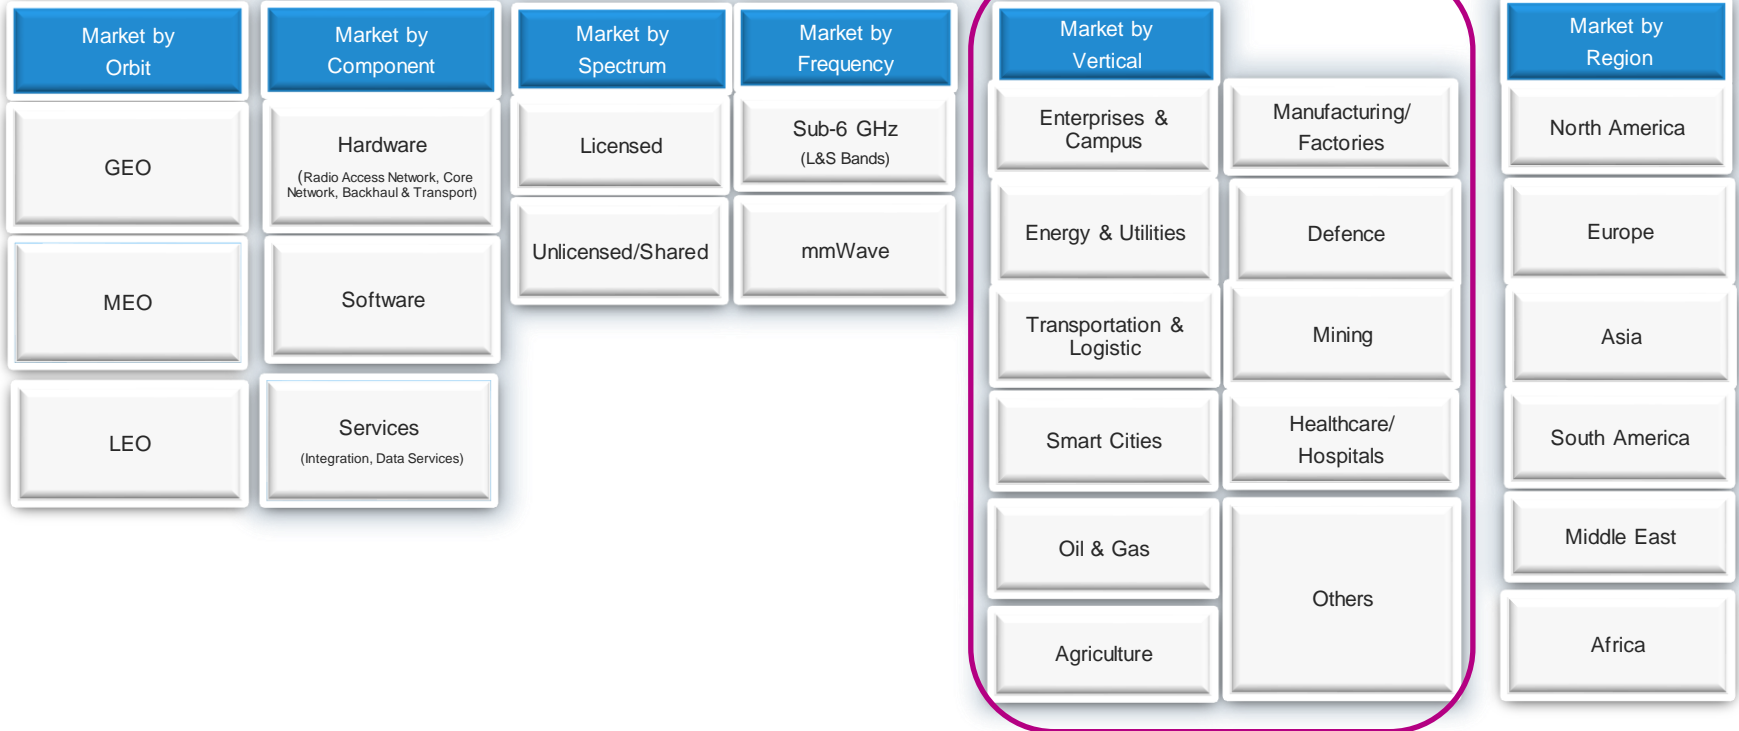 Market by
Orbit
GEO
MEO
LEO
Market by
Component
Hardware
(Radio Access Network, Core
Network, Backhaul & Transport)
Software
Services
(Integration, Data Services)
Market by
Spectrum
Licensed
Unlicensed/Shared
Market by
Frequency
Sub-6 GHz
(L&S Bands)
mmWave
Market by
Vertical
Enterprises &
Campus
Energy & Utilities
Transportation &
Logistic
Smart Cities
Oil & Gas
Agriculture
Manufacturing/
Factories
Defence
Mining
Healthcare/
Hospitals
Others
Market by
Region
North America
Europe
Asia
South America
Middle East
Africa